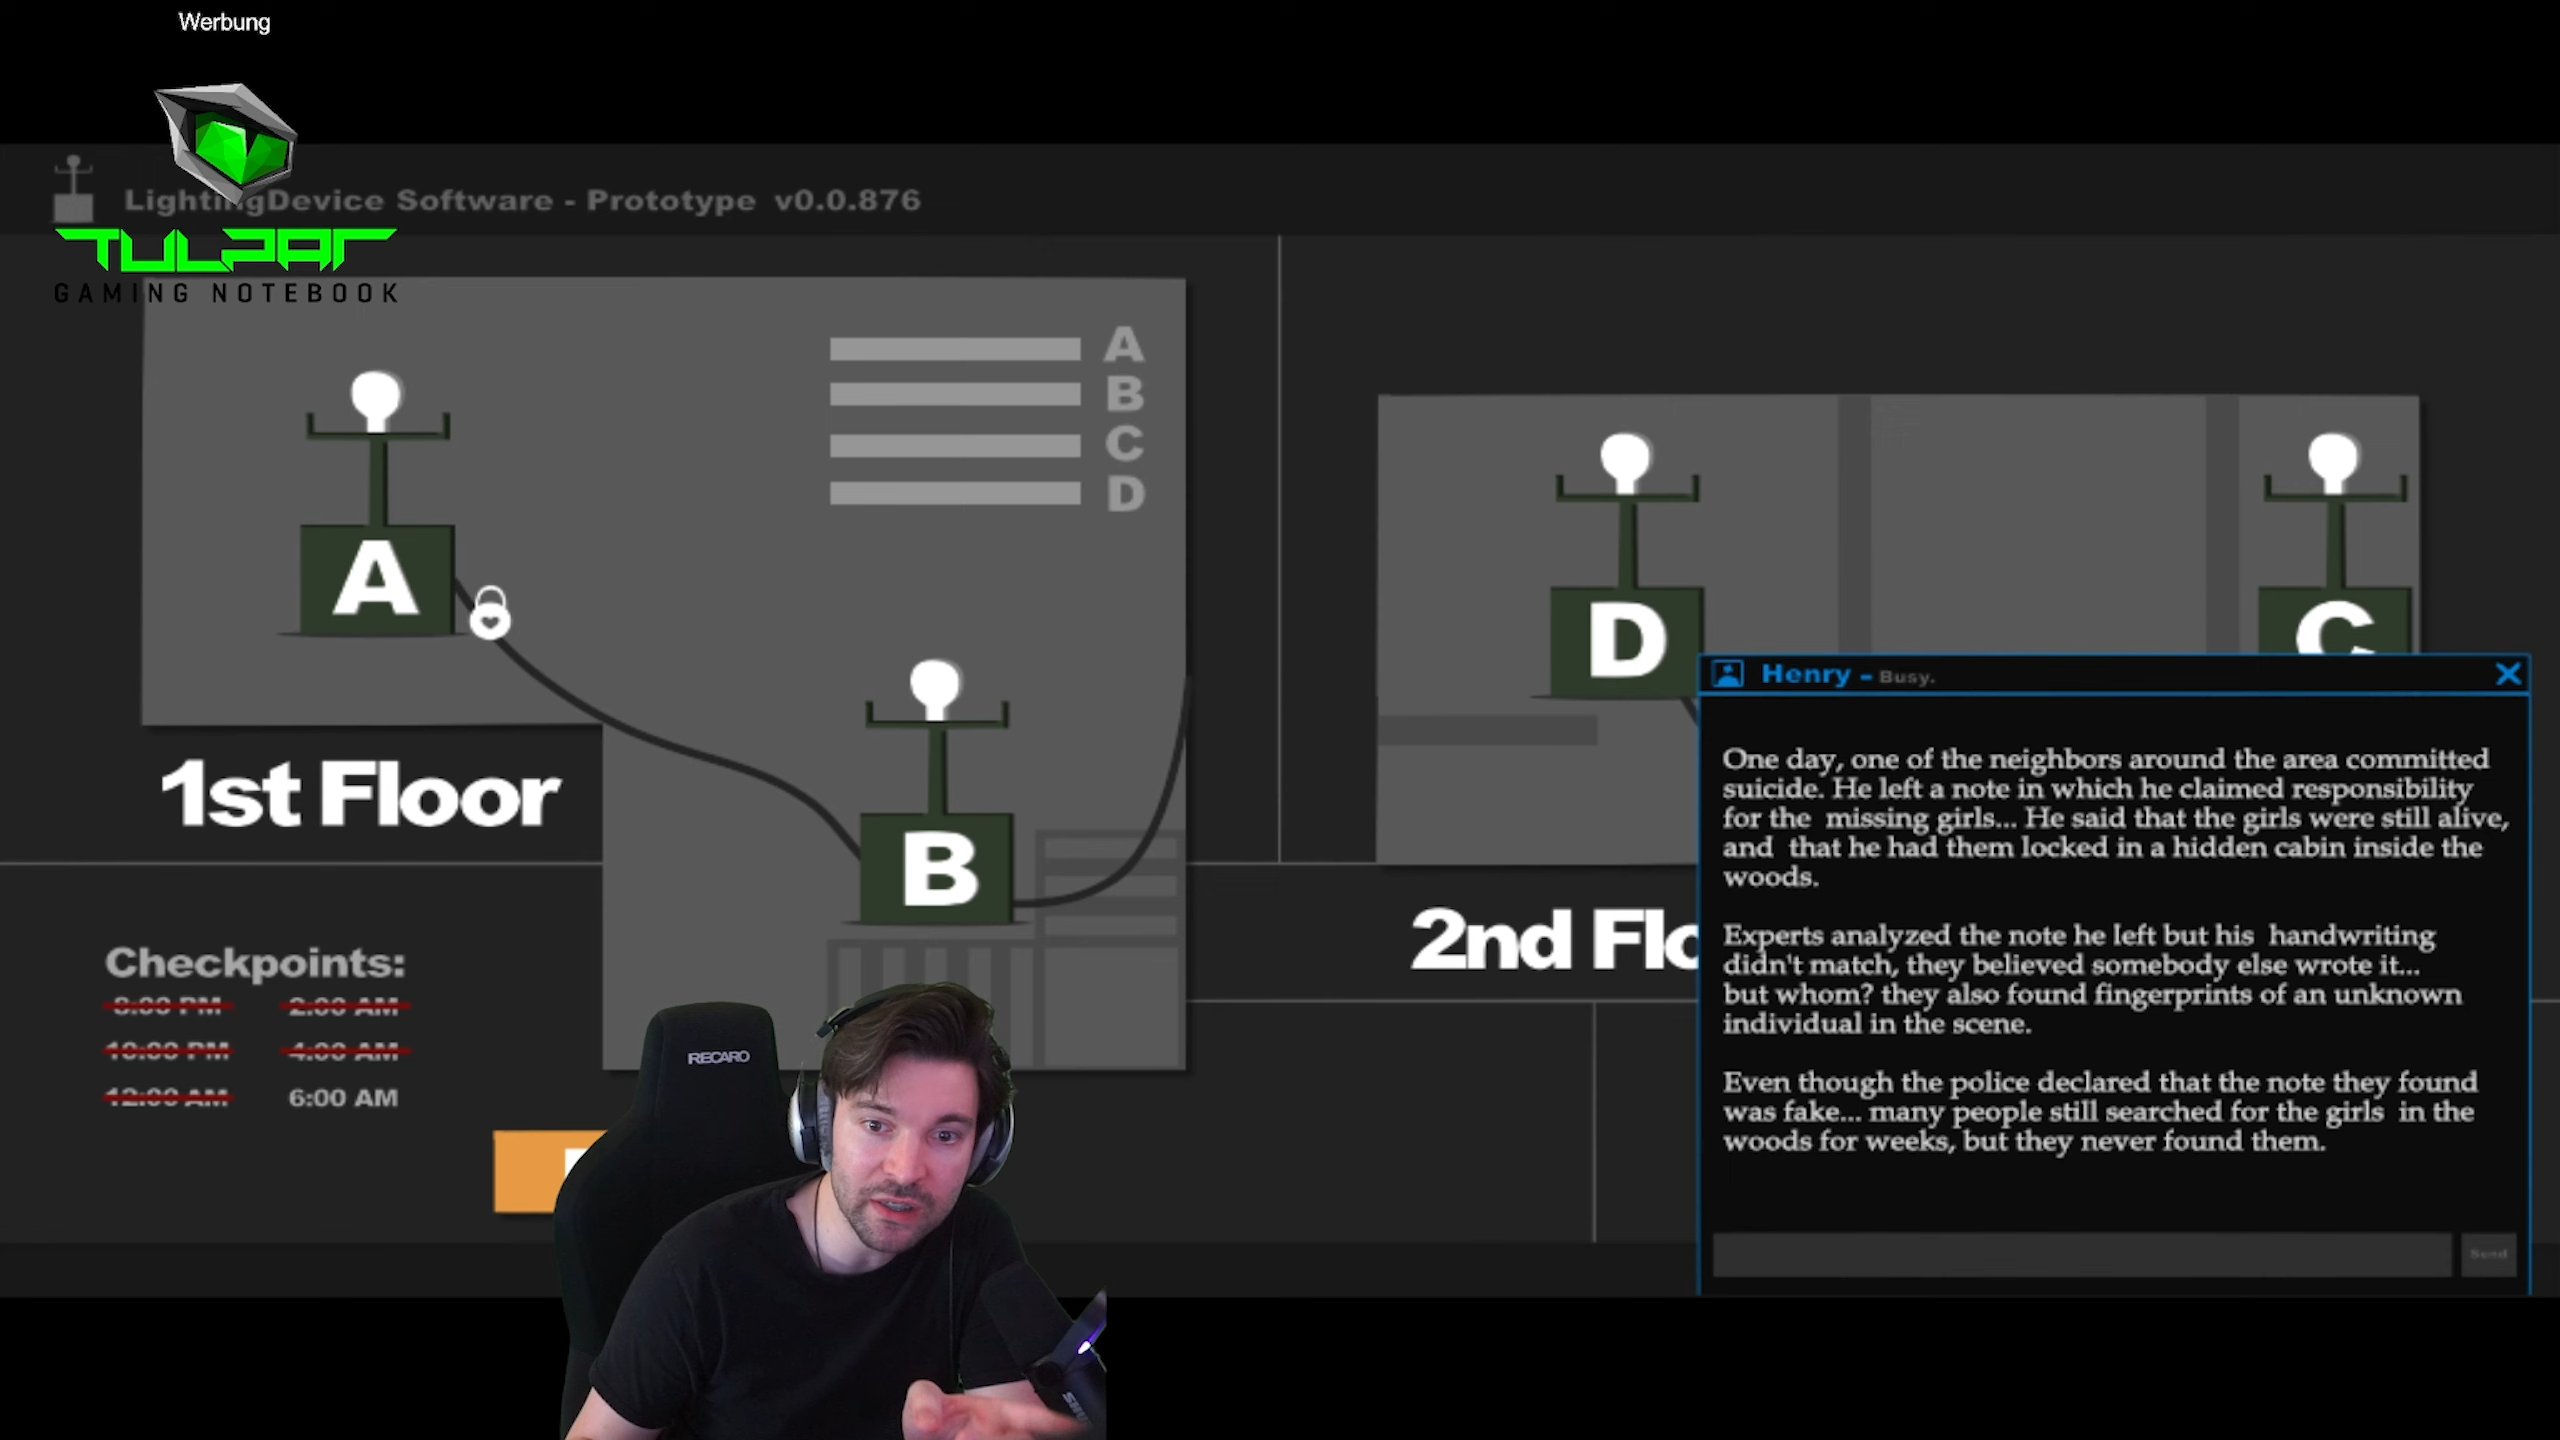 Werbung
LightingDevice Software - Prototype v0.0.876
TULPAR
GAMING NOTEBOOK
A
B
C
D
A
B
1st Floor
D
C
2nd Flo
Checkpoints:
8:00 PM 2:00 AM
10:00 PM 4:00 AM
12:00 AM 6:00 AM
RECARO
Henry - Busy.
One day, one of the neighbors around the area committed
suicide. He left a note in which he claimed responsibility
for the missing girls... He said that the girls were still alive,
and that he had them locked in a hidden cabin inside the
woods.
Experts analyzed the note he left but his handwriting
didn't match, they believed somebody else wrote it...
but whom? they also found fingerprints of an unknown
individual in the scene.
Even though the police declared that the note they found
was fake... many people still searched for the girls in the
woods for weeks, but they never found them.
Send